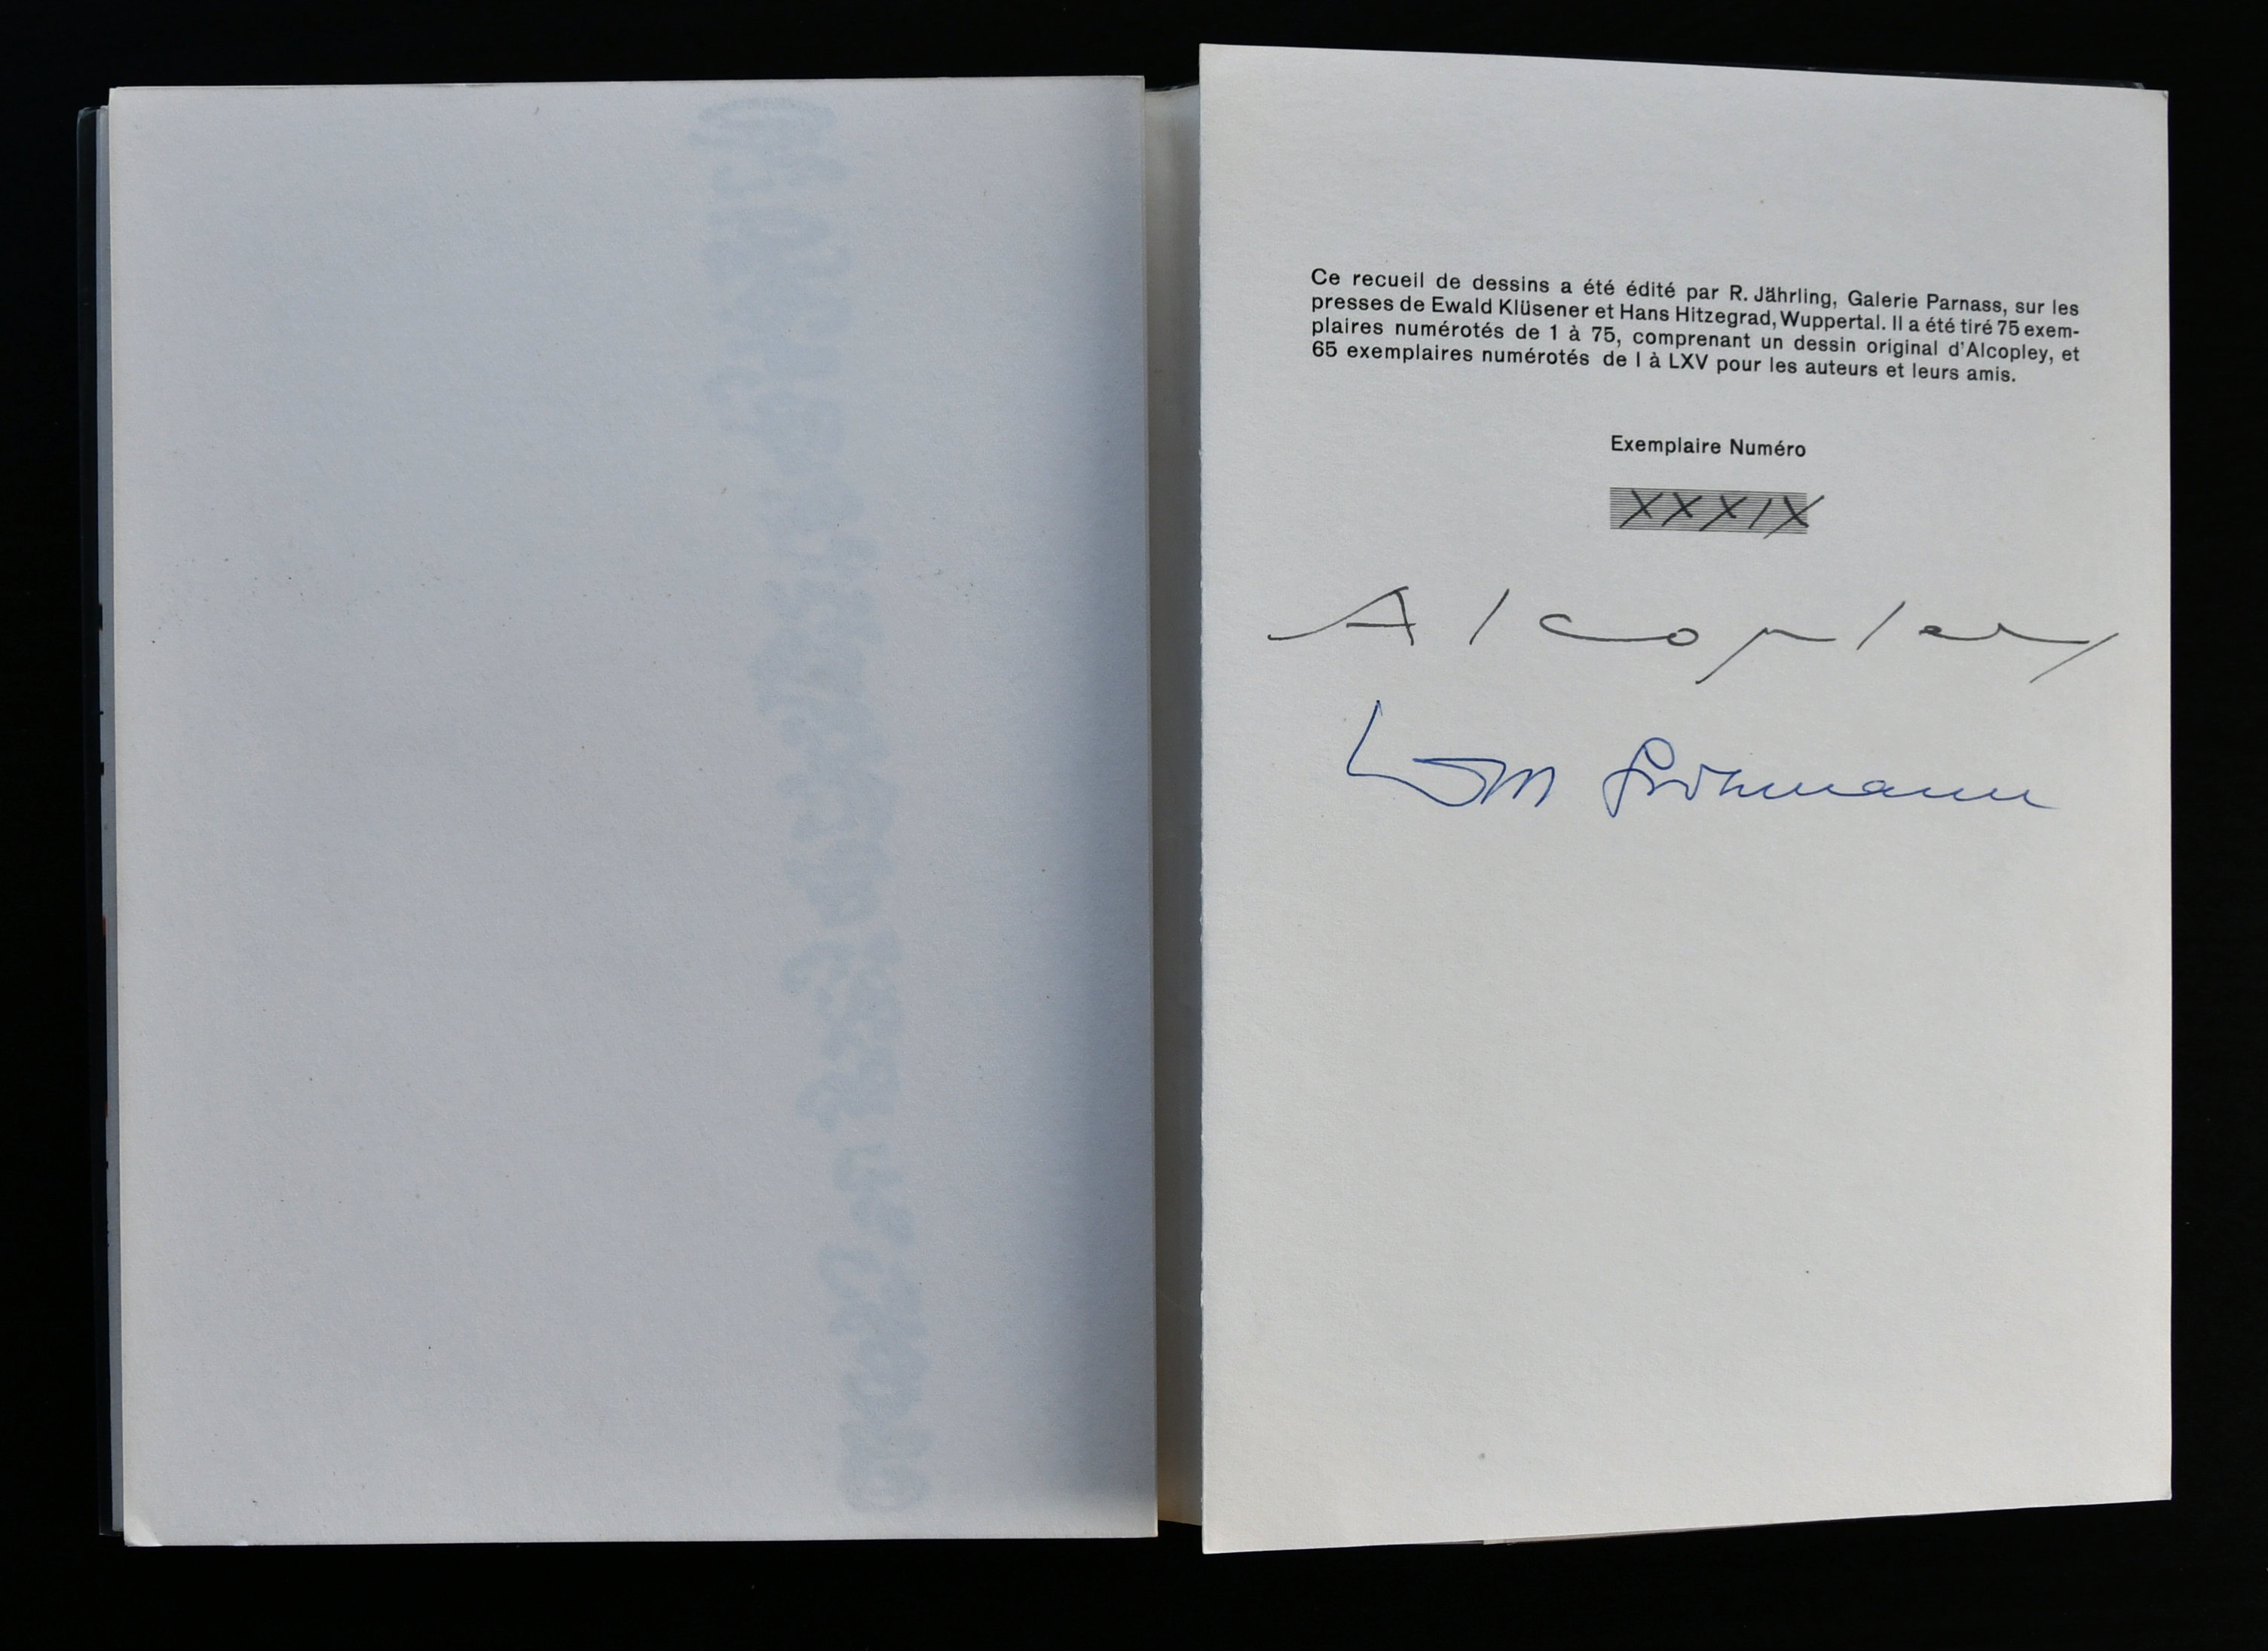 Ce recueil de dessins a été édité par R. Jährling, Galerie Parnass, sur les
presses de Ewald Klüsener et Hans Hitzegrad, Wuppertal. Il a été tiré 75 exem-
plaires numérotés de 1 à 75, comprenant un dessin original d'Alcopley, et
65 exemplaires numérotés de I à LXV pour les auteurs et leurs amis.
Exemplaire Numéro
XXXIX
Alcopley
Grohmann